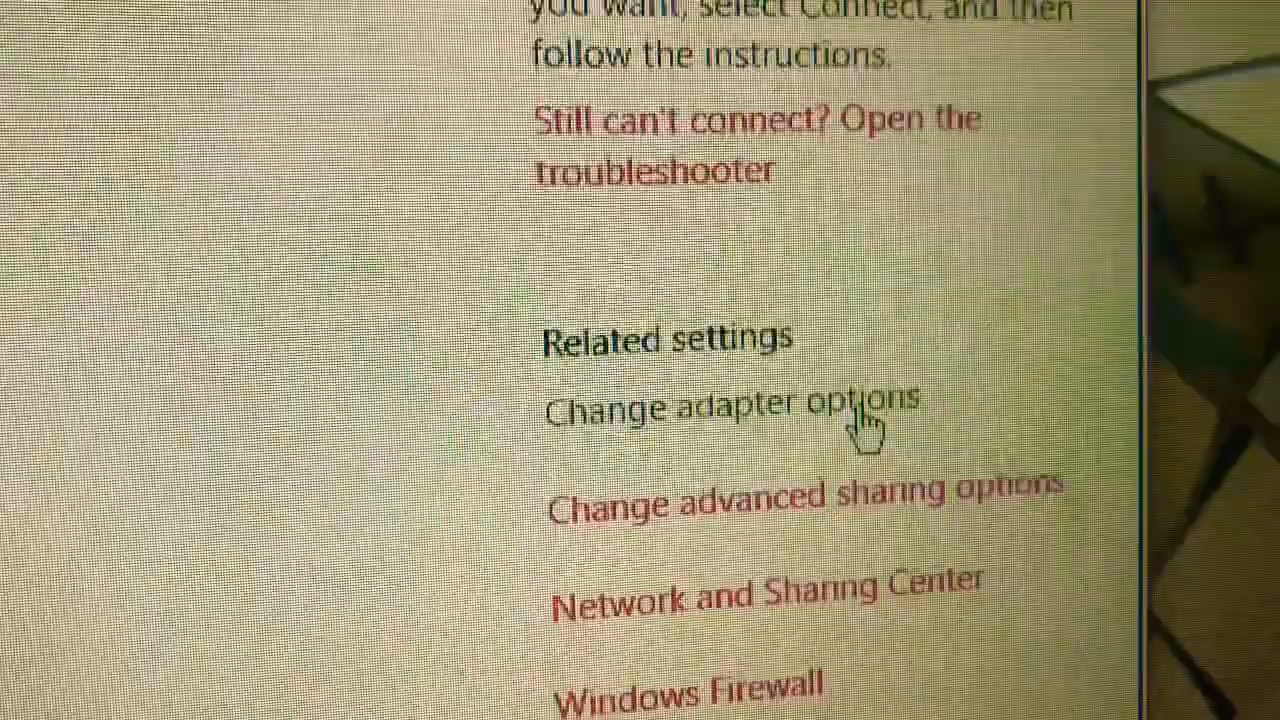 you want, select Connect, and then
follow the instructions.
Still can't connect? Open the
troubleshooter
Related settings
Change adapter options
Change advanced sharing options
Network and Sharing Center
Windows Firewall